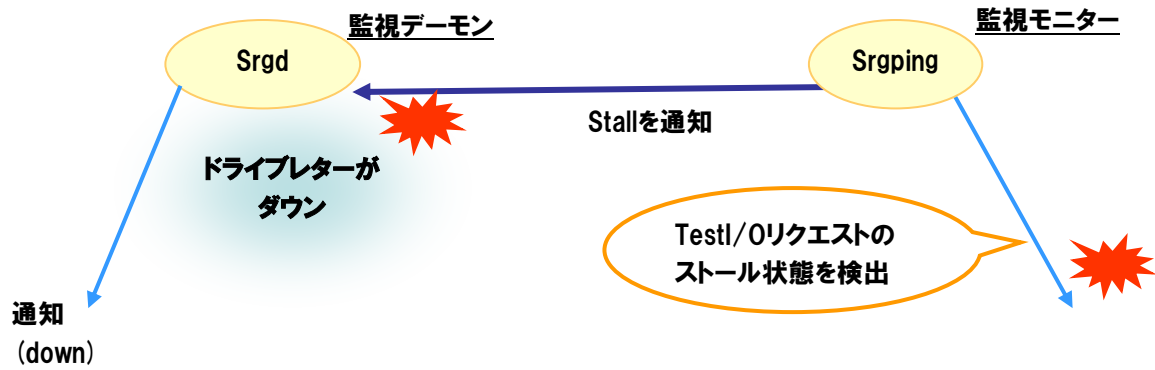 監視デーモン
監視モニター
Srgd
Srgping
Stallを通知
ドライブレターが
ダウン
TestI/Oリクエストの
ストール状態を検出
通知
(down)